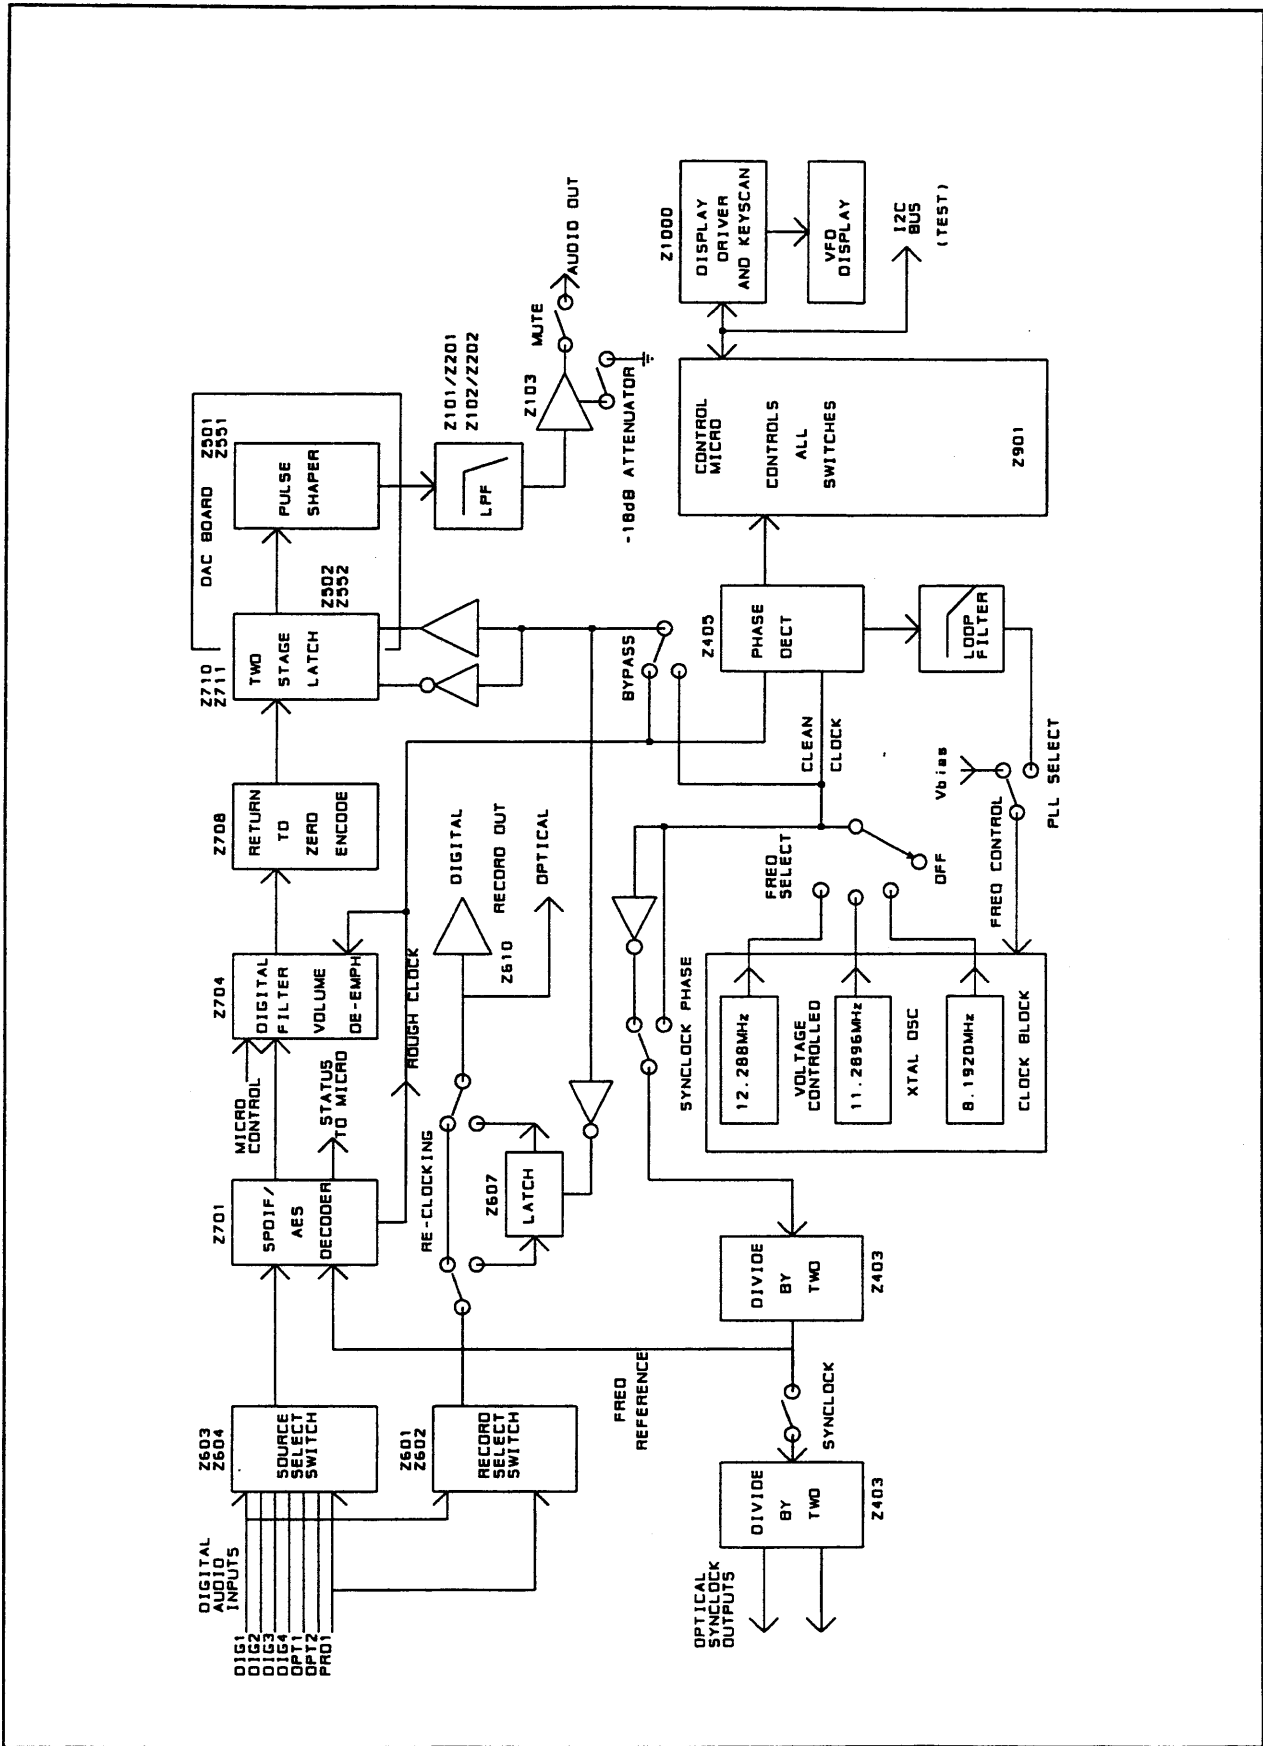 DIGITAL
AUDIO
INPUTS
DIG1
DIG2
DIG3
DIG4
OPT1
OPT2
PRO1
Z603
Z604
SOURCE
SELECT
SWITCH
Z701
SPDIF/
AES
DECODER
MICRO
CONTROL
STATUS
TO MICRO
Z704
DIGITAL
FILTER
VOLUME
DE-EMPH
ROUGH CLOCK
Z708
RETURN
TO
ZERO
ENCODE
Z710
Z711
TWO
STAGE
LATCH
Z502
Z552
DAC BOARD
Z501
Z551
PULSE
SHAPER
Z601
Z602
RECORD
SELECT
SWITCH
RE-CLOCKING
Z607
LATCH
Z610
DIGITAL
RECORD OUT
OPTICAL
LPF
Z101/Z201
Z102/Z202
Z103
MUTE
AUDIO OUT
-18dB ATTENUATOR
BYPASS
FREQ
REFERENCE
SYNCLOCK PHASE
OPTICAL
SYNCLOCK
OUTPUTS
DIVIDE
BY
TWO
Z403
SYNCLOCK
DIVIDE
BY
TWO
Z403
12.288MHz
VOLTAGE
CONTROLLED
11.2896MHz
XTAL OSC
8.1920MHz
CLOCK BLOCK
FREQ
SELECT
OFF
FREQ CONTROL
CLEAN
CLOCK
Vbias
PLL SELECT
Z405
PHASE
DECT
LOOP
FILTER
CONTROL
MICRO
CONTROLS
ALL
SWITCHES
Z901
Z1000
DISPLAY
DRIVER
AND KEYSCAN
VFD
DISPLAY
I2C
BUS
(TEST)